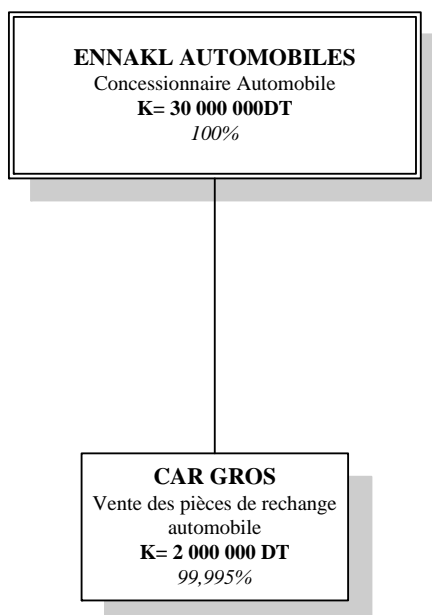 ENNAKL AUTOMOBILES
Concessionnaire Automobile
K= 30 000 000DT
100%
CAR GROS
Vente des pièces de rechange
automobile
K= 2 000 000 DT
99,995%